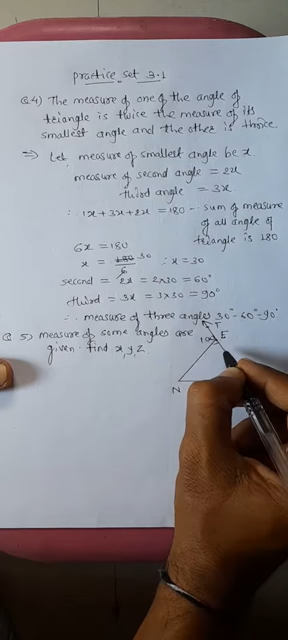 practice set 3.1
Q.4) The measure of one of the angle of
triangle is twice the measure of its
smallest angle and the other is thrice.
⇒ Let, measure of smallest angle be x.
measure of second angle = 2x
third angle = 3x
∴ 1x+3x+2x = 180 - sum of measure
of all angle of
triangle is 180
6x = 180
x = 180/6 30 ∴ x = 30
second = 2x = 2×30 = 60°
third = 3x = 3×30 = 90°
∴ measure of three angles 30°-60°-90°
Q 5) measure of some angles are
given. find x,y,z.
T
E
N